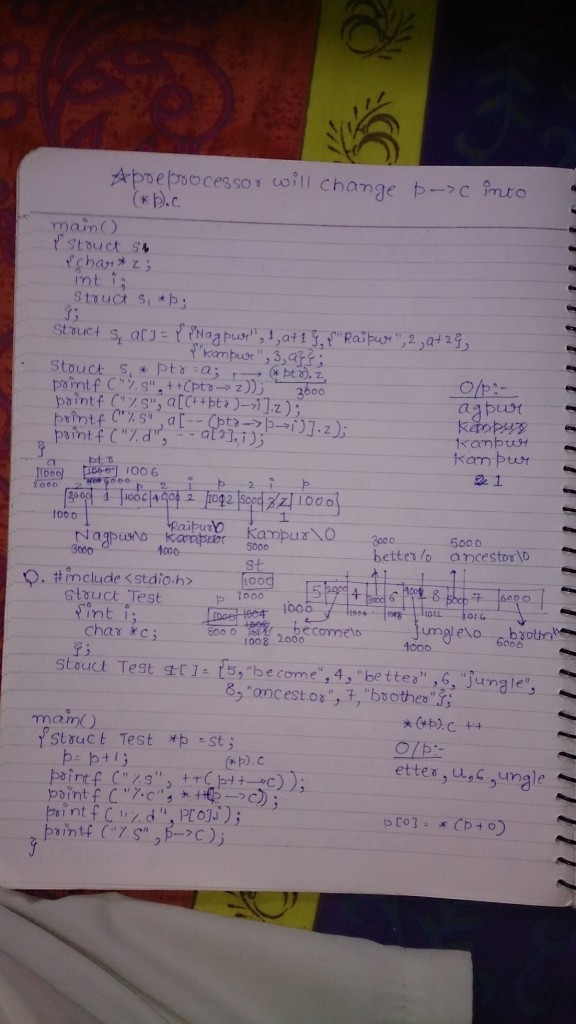 *preprocessor will change p->c into
(*p).c
main()
{ struct s1
{char* z;
int i;
struct s1 *p;
};
struct s1 a[] = {{"Nagpur", 1, a+1}, {"Raipur", 2, a+2},
{"Kanpur", 3, a}};
struct s1 * ptr = a; -> (*ptr).z
printf("%s", ++(ptr->z)); 3000
printf("%s", a[(++ptr)->i].z);
printf("%s", a[--(ptr->p->i)].z);
printf("%d", --a[2].i);
}
O/p:-
agpur
Kanpur
Kanpur
Kanpur
1
a ptr
1000 1006
2000
z i p z i p z i p
3000 1 1006 4000 2 1012 5000 1000
1000 1
Nagpur\0 Raipur\0 Kanpur\0
3000 4000 5000
Q. #include<stdio.h>
struct Test
{int i;
char *c;
};
st
1000
7000
p
1000 1004
8000 1008
3000 5000
better\0 ancestor\0
5 2000 4 3000 6 4000 8 5000 7 6000
1000 1004 1008 1012 1016
become\0 jungle\0 brother\0
2000 4000 6000
struct Test st[] = {5, "become", 4, "better", 6, "jungle",
8, "ancestor", 7, "brother"};
main()
{struct Test *p = st;
p = p+1; (*p).c
printf("%s", ++(p++->c));
printf("%c", *++p->c);
printf("%d", p[0].i);
printf("%s", p->c);
}
*(*p).c ++
O/p:-
etter, u, 6, ungle
p[0] = *(p+0)